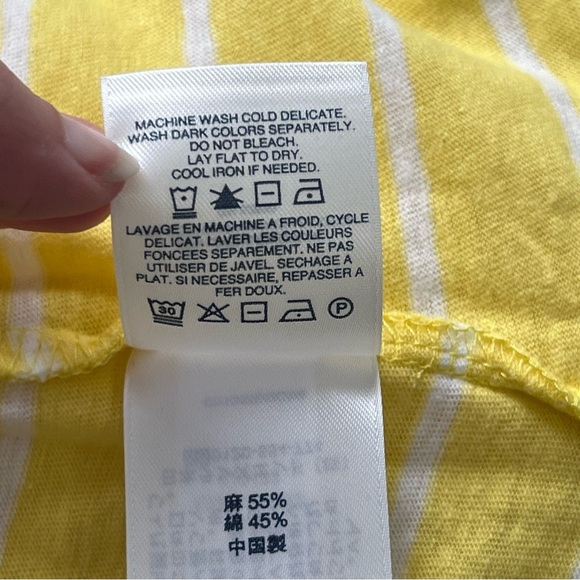 MACHINE WASH COLD DELICATE.
WASH DARK COLORS SEPARATELY.
DO NOT BLEACH.
LAY FLAT TO DRY.
COOL IRON IF NEEDED.
LAVAGE EN MACHINE A FROID, CYCLE
DELICAT. LAVER LES COULEURS
FONCEES SEPAREMENT. NE PAS
UTILISER DE JAVEL. SECHAGE A
PLAT. SI NECESSAIRE, REPASSER A
FER DOUX.
30 P
麻 55%
綿 45%
中国製